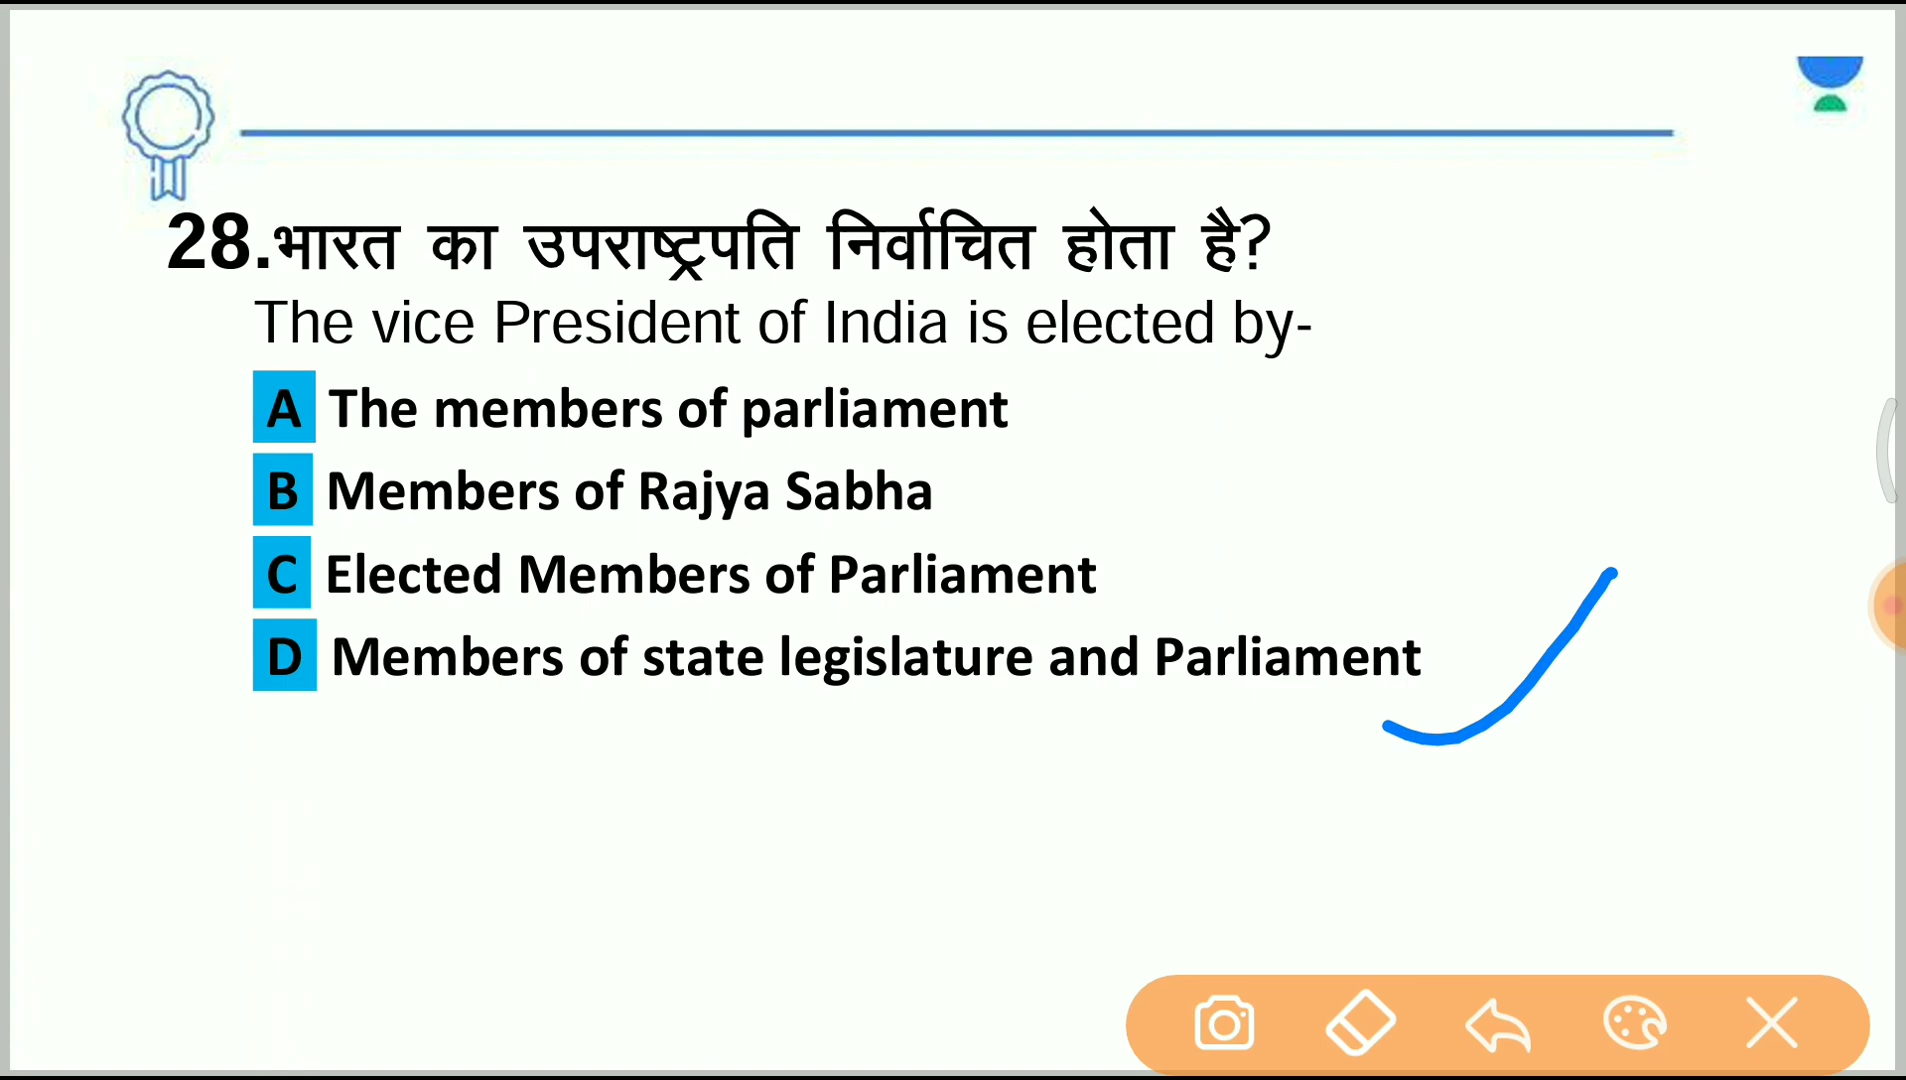 28.भारत का उपराष्ट्रपति निर्वाचित होता है?
The vice President of India is elected by-
A The members of parliament
B Members of Rajya Sabha
C Elected Members of Parliament
D Members of state legislature and Parliament